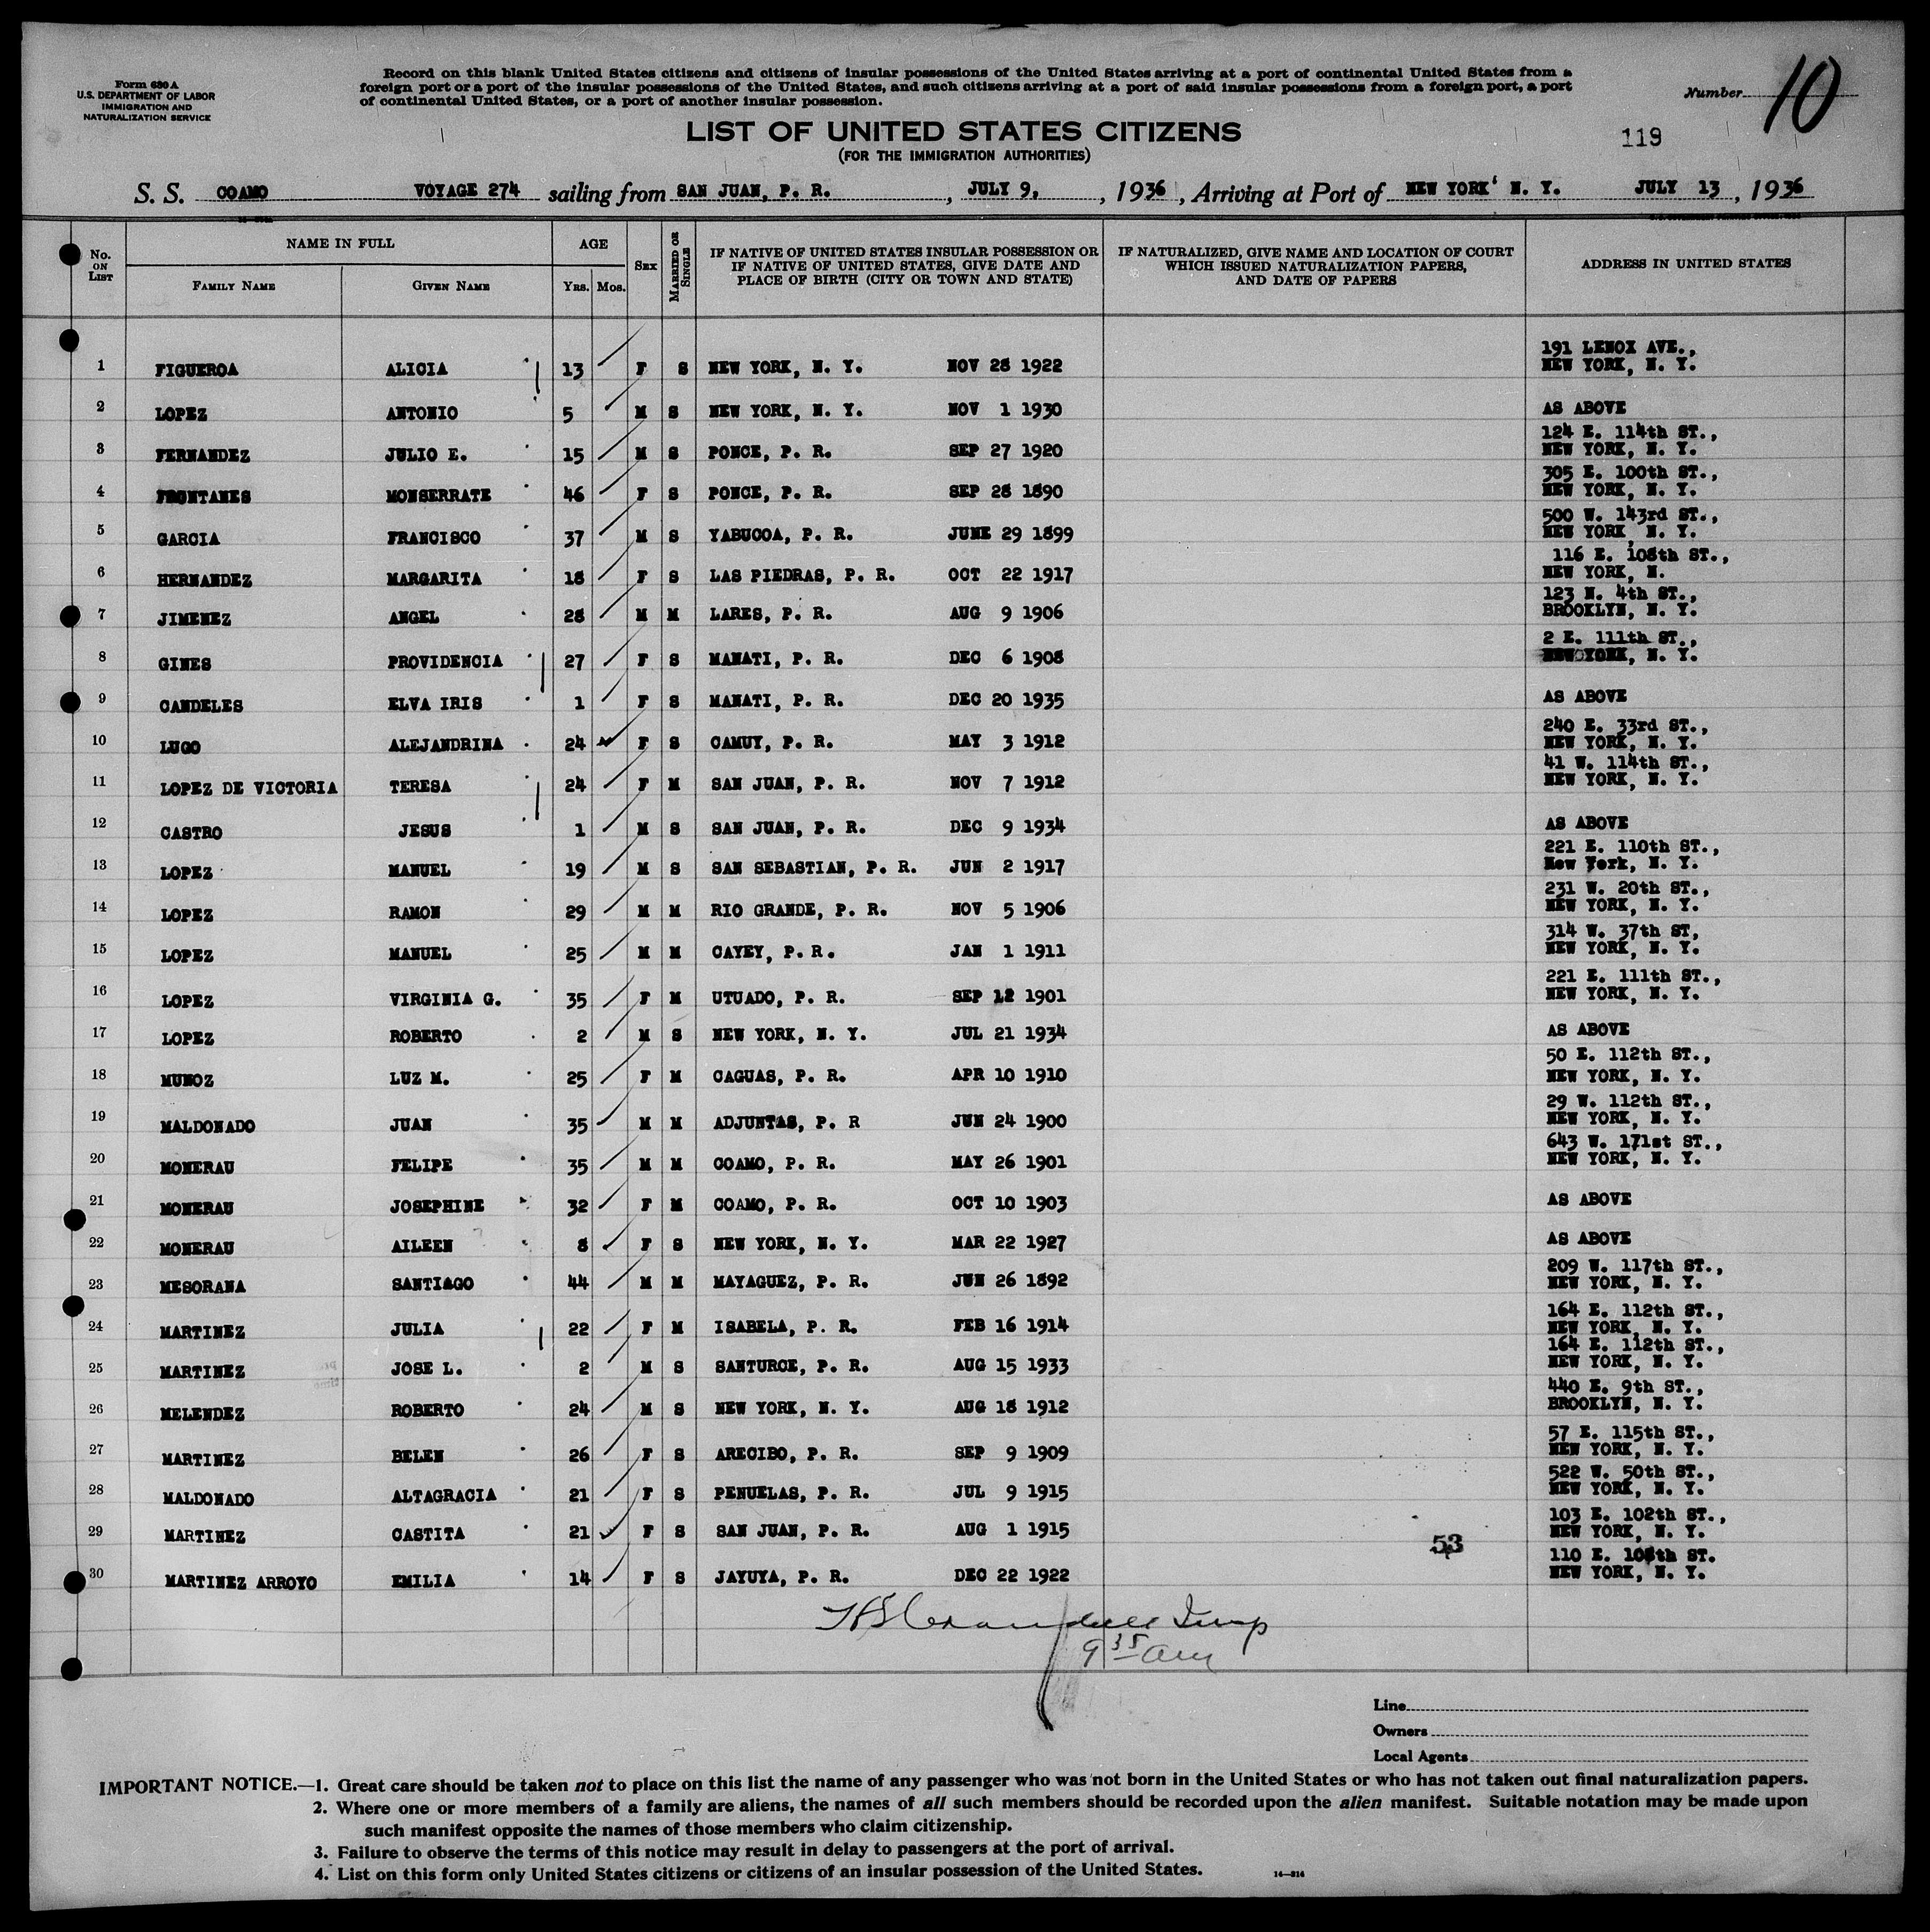 Form 630 A
U.S. DEPARTMENT OF LABOR
IMMIGRATION AND
NATURALIZATION SERVICE
Record on this blank United States citizens and citizens of insular possessions of the United States arriving at a port of continental United States from a
foreign port or a port of the insular possessions of the United States, and such citizens arriving at a port of said insular possessions from a foreign port, a port
of continental United States, or a port of another insular possession.
Number 10
LIST OF UNITED STATES CITIZENS
119
(FOR THE IMMIGRATION AUTHORITIES)
S. S. COAMO VOYAGE 274 sailing from SAN JUAN, P. R., JULY 9, 1936, Arriving at Port of NEW YORK N. Y. JULY 13, 1936
No. ON LIST
NAME IN FULL
FAMILY NAME
GIVEN NAME
AGE
YRS. MOS.
SEX
MARRIED OR SINGLE
IF NATIVE OF UNITED STATES INSULAR POSSESSION OR
IF NATIVE OF UNITED STATES, GIVE DATE AND
PLACE OF BIRTH (CITY OR TOWN AND STATE)
IF NATURALIZED, GIVE NAME AND LOCATION OF COURT
WHICH ISSUED NATURALIZATION PAPERS,
AND DATE OF PAPERS
ADDRESS IN UNITED STATES
1 FIGUEROA ALICIA 13 F S NEW YORK, N. Y. NOV 28 1922 191 LENOX AVE.,
NEW YORK, N. Y.
2 LOPEZ ANTONIO 5 M S NEW YORK, N. Y. NOV 1 1930 AS ABOVE
3 FERNANDEZ JULIO E. 15 M S PONCE, P. R. SEP 27 1920 124 E. 114th ST.,
NEW YORK, N. Y.
4 FRONTANES MONSERRATE 46 F S PONCE, P. R. SEP 28 1890 305 E. 100th ST.,
NEW YORK, N. Y.
5 GARCIA FRANCISCO 37 M S YABUCOA, P. R. JUNE 29 1899 500 W. 143rd ST.,
NEW YORK, N. Y.
6 HERNANDEZ MARGARITA 18 F S LAS PIEDRAS, P. R. OCT 22 1917 116 E. 108th ST.,
NEW YORK, N.
7 JIMENEZ ANGEL 28 M M LARES, P. R. AUG 9 1906 123 N. 4th ST.,
BROOKLYN, N. Y.
8 GINES PROVIDENCIA 27 F S MANATI, P. R. DEC 6 1908 2 E. 111th ST.,
NEW YORK, N. Y.
9 CANDELES ELVA IRIS 1 F S MANATI, P. R. DEC 20 1935 AS ABOVE
10 LUGO ALEJANDRINA 24 F S CAMUY, P. R. MAY 3 1912 240 E. 33rd ST.,
NEW YORK, N. Y.
11 LOPEZ DE VICTORIA TERESA 24 F M SAN JUAN, P. R. NOV 7 1912 41 W. 114th ST.,
NEW YORK, N. Y.
12 CASTRO JESUS 1 M S SAN JUAN, P. R. DEC 9 1934 AS ABOVE
13 LOPEZ MANUEL 19 M S SAN SEBASTIAN, P. R. JUN 2 1917 221 E. 110th ST.,
New York, N. Y.
14 LOPEZ RAMON 29 M M RIO GRANDE, P. R. NOV 5 1906 231 W. 20th ST.,
NEW YORK, N. Y.
15 LOPEZ MANUEL 25 M M CAYEY, P. R. JAN 1 1911 314 W. 37th ST,
NEW YORK, N. Y.
16 LOPEZ VIRGINIA G. 35 F M UTUADO, P. R. SEP 12 1901 221 E. 111th ST.,
NEW YORK, N. Y.
17 LOPEZ ROBERTO 2 M S NEW YORK, N. Y. JUL 21 1934 AS ABOVE
18 MUNOZ LUZ M. 25 F M CAGUAS, P. R. APR 10 1910 50 E. 112th ST.,
NEW YORK, N. Y.
19 MALDONADO JUAN 35 M M ADJUNTAS, P. R JUN 24 1900 29 W. 112th ST.,
NEW YORK, N. Y.
20 MONERAU FELIPE 35 M M COAMO, P. R. MAY 26 1901 643 W. 171st ST.,
NEW YORK, N. Y.
21 MONERAU JOSEPHINE 32 F M COAMO, P. R. OCT 10 1903 AS ABOVE
22 MONERAU AILEEN 8 F S NEW YORK, N. Y. MAR 22 1927 AS ABOVE
23 MESORANA SANTIAGO 44 M M MAYAGUEZ, P. R. JUN 26 1892 209 W. 117th ST.,
NEW YORK, N. Y.
24 MARTINEZ JULIA 22 F M ISABELA, P. R. FEB 16 1914 164 E. 112th ST.,
NEW YORK, N. Y.
25 MARTINEZ JOSE L. 2 M S SANTURCE, P. R. AUG 15 1933 164 E. 112th ST.,
NEW YORK, N. Y.
26 MELENDEZ ROBERTO 24 M S NEW YORK, N. Y. AUG 18 1912 440 E. 9th ST.,
BROOKLYN, N. Y.
27 MARTINEZ BELEN 26 F S ARECIBO, P. R. SEP 9 1909 57 E. 115th ST.,
NEW YORK, N. Y.
28 MALDONADO ALTAGRACIA 21 F S PENUELAS, P. R. JUL 9 1915 522 W. 50th ST.,
NEW YORK, N. Y.
29 MARTINEZ CASTITA 21 F S SAN JUAN, P. R. AUG 1 1915 53 103 E. 102th ST.,
NEW YORK, N. Y.
30 MARTINEZ ARROYO EMILIA 14 F S JAYUYA, P. R. DEC 22 1922 110 E. 108th ST.
NEW YORK, N. Y.
9 35 am
Line
Owners
Local Agents
IMPORTANT NOTICE.—1. Great care should be taken not to place on this list the name of any passenger who was not born in the United States or who has not taken out final naturalization papers.
2. Where one or more members of a family are aliens, the names of all such members should be recorded upon the alien manifest. Suitable notation may be made upon
such manifest opposite the names of those members who claim citizenship.
3. Failure to observe the terms of this notice may result in delay to passengers at the port of arrival.
4. List on this form only United States citizens or citizens of an insular possession of the United States.
14—314